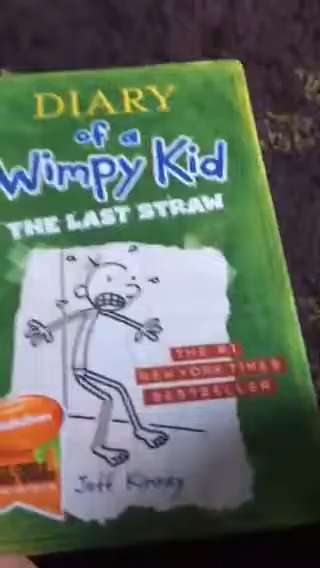 DIARY
of a
Wimpy Kid
THE LAST STRAW
THE #1
NEW YORK TIMES
BESTSELLER
Jeff Kinney